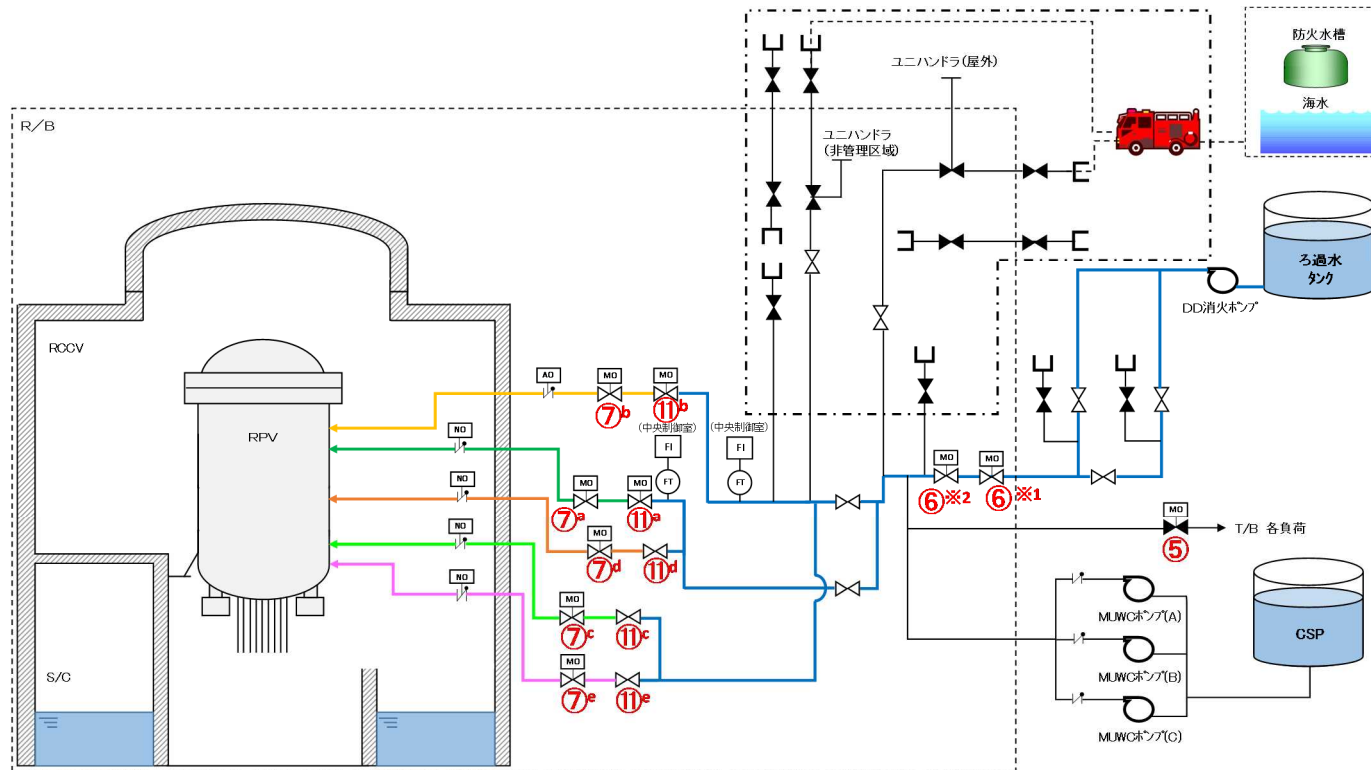 防火水槽
海水
ユニハンドラ(屋外)
ユニハンドラ
(非管理区域)
R/B
ろ過水
タンク
DD消火ポンプ
RCCV
RPV
AO
MO
MO
⑦b
⑪b
(中央制御室)
(中央制御室)
FI
FI
FT
FT
NO
MO
MO
⑦a
⑪a
NO
MO
⑦d
⑪d
NO
MO
⑦c
⑪c
NO
MO
⑦e
⑪e
MO
MO
⑥※2
⑥※1
MO
⑤
T/B 各負荷
MUWCポンプ(A)
MUWCポンプ(B)
MUWCポンプ(C)
CSP
S/C